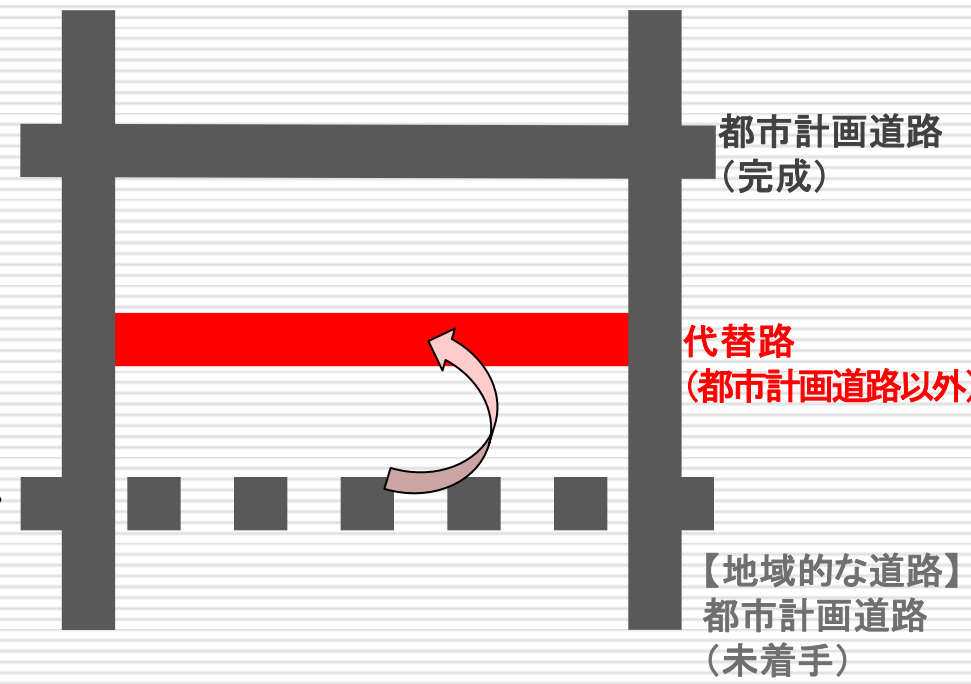 都市計画道路
（完成）
代替路
（都市計画道路以外）
【地域的な道路】
都市計画道路
（未着手）